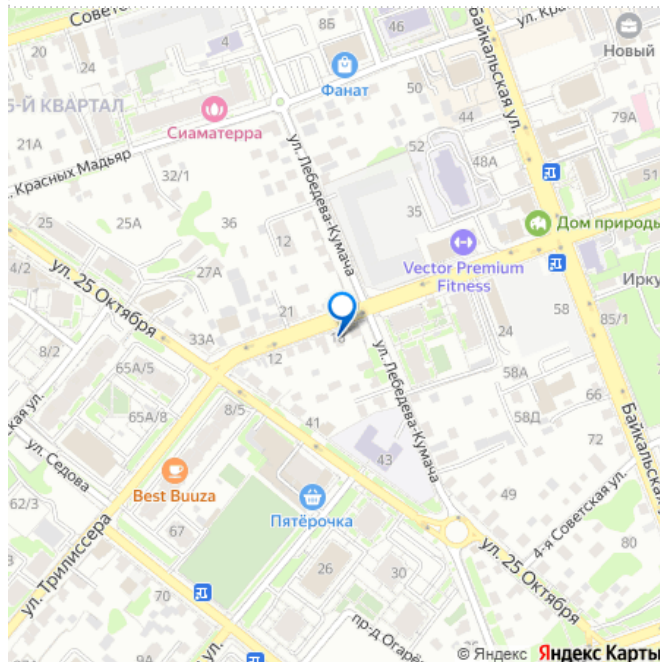 Советск
20
24
4
8Б
46
ул. Кра
Новый
5-Й КВАРТАЛ
Фанат
50
Байкальская ул.
Сиаматерра
44
79А
21А
52
48А
л. Красных Мадьяр
32/1
ул. Лебедева-Кумача
51
25
25А
36
12
35
Дом природы
4/2
27А
Vector Premium
Fitness
Ирку
ул. 25 Октября
21
58
85/1
33А
24
8/2
12
65А/5
58А
66
ская ул.
65А/8
8/5
41
ул. Лебедева-Кумача
58Д
Байкальская
72
ул. Седова
43
Best Buuza
49
62/3
67
Пятёрочка
4-я Советская ул.
ул. Трилиссера
80
26
30
ул. 25 Октября
70
пр-д Огарё
72
9А
ул.
© Яндекс Яндекс Карты